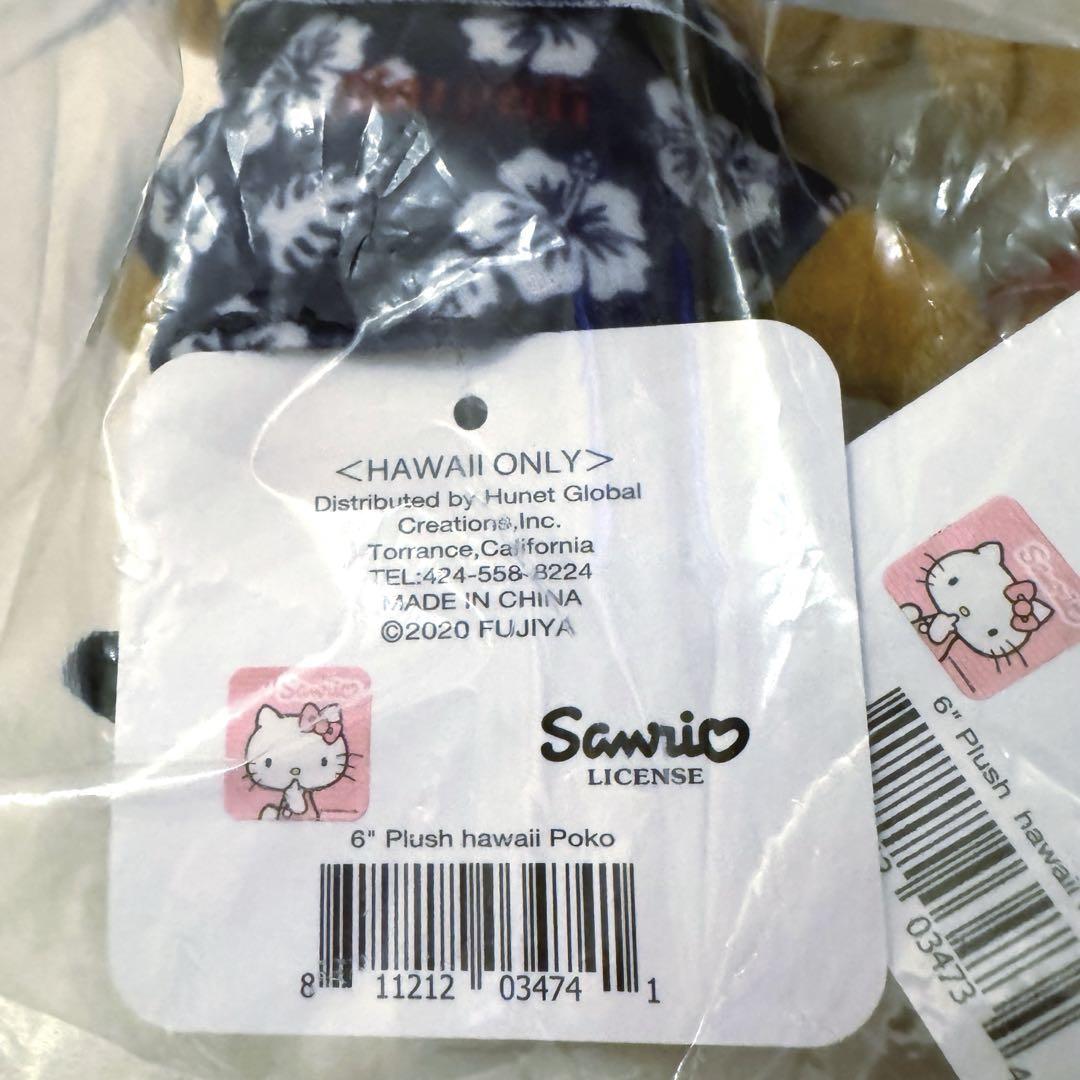 <HAWAII ONLY>
Distributed by Hunet Global
Creations,Inc.
Torrance,California
TEL:424-558-8224
MADE IN CHINA
©2020 FUJIYA
Sanrio
Sanrio
LICENSE
6" Plush hawaii Poko
8 11212 03474 1
Sanrio
6" Plush hawaii
03473
4